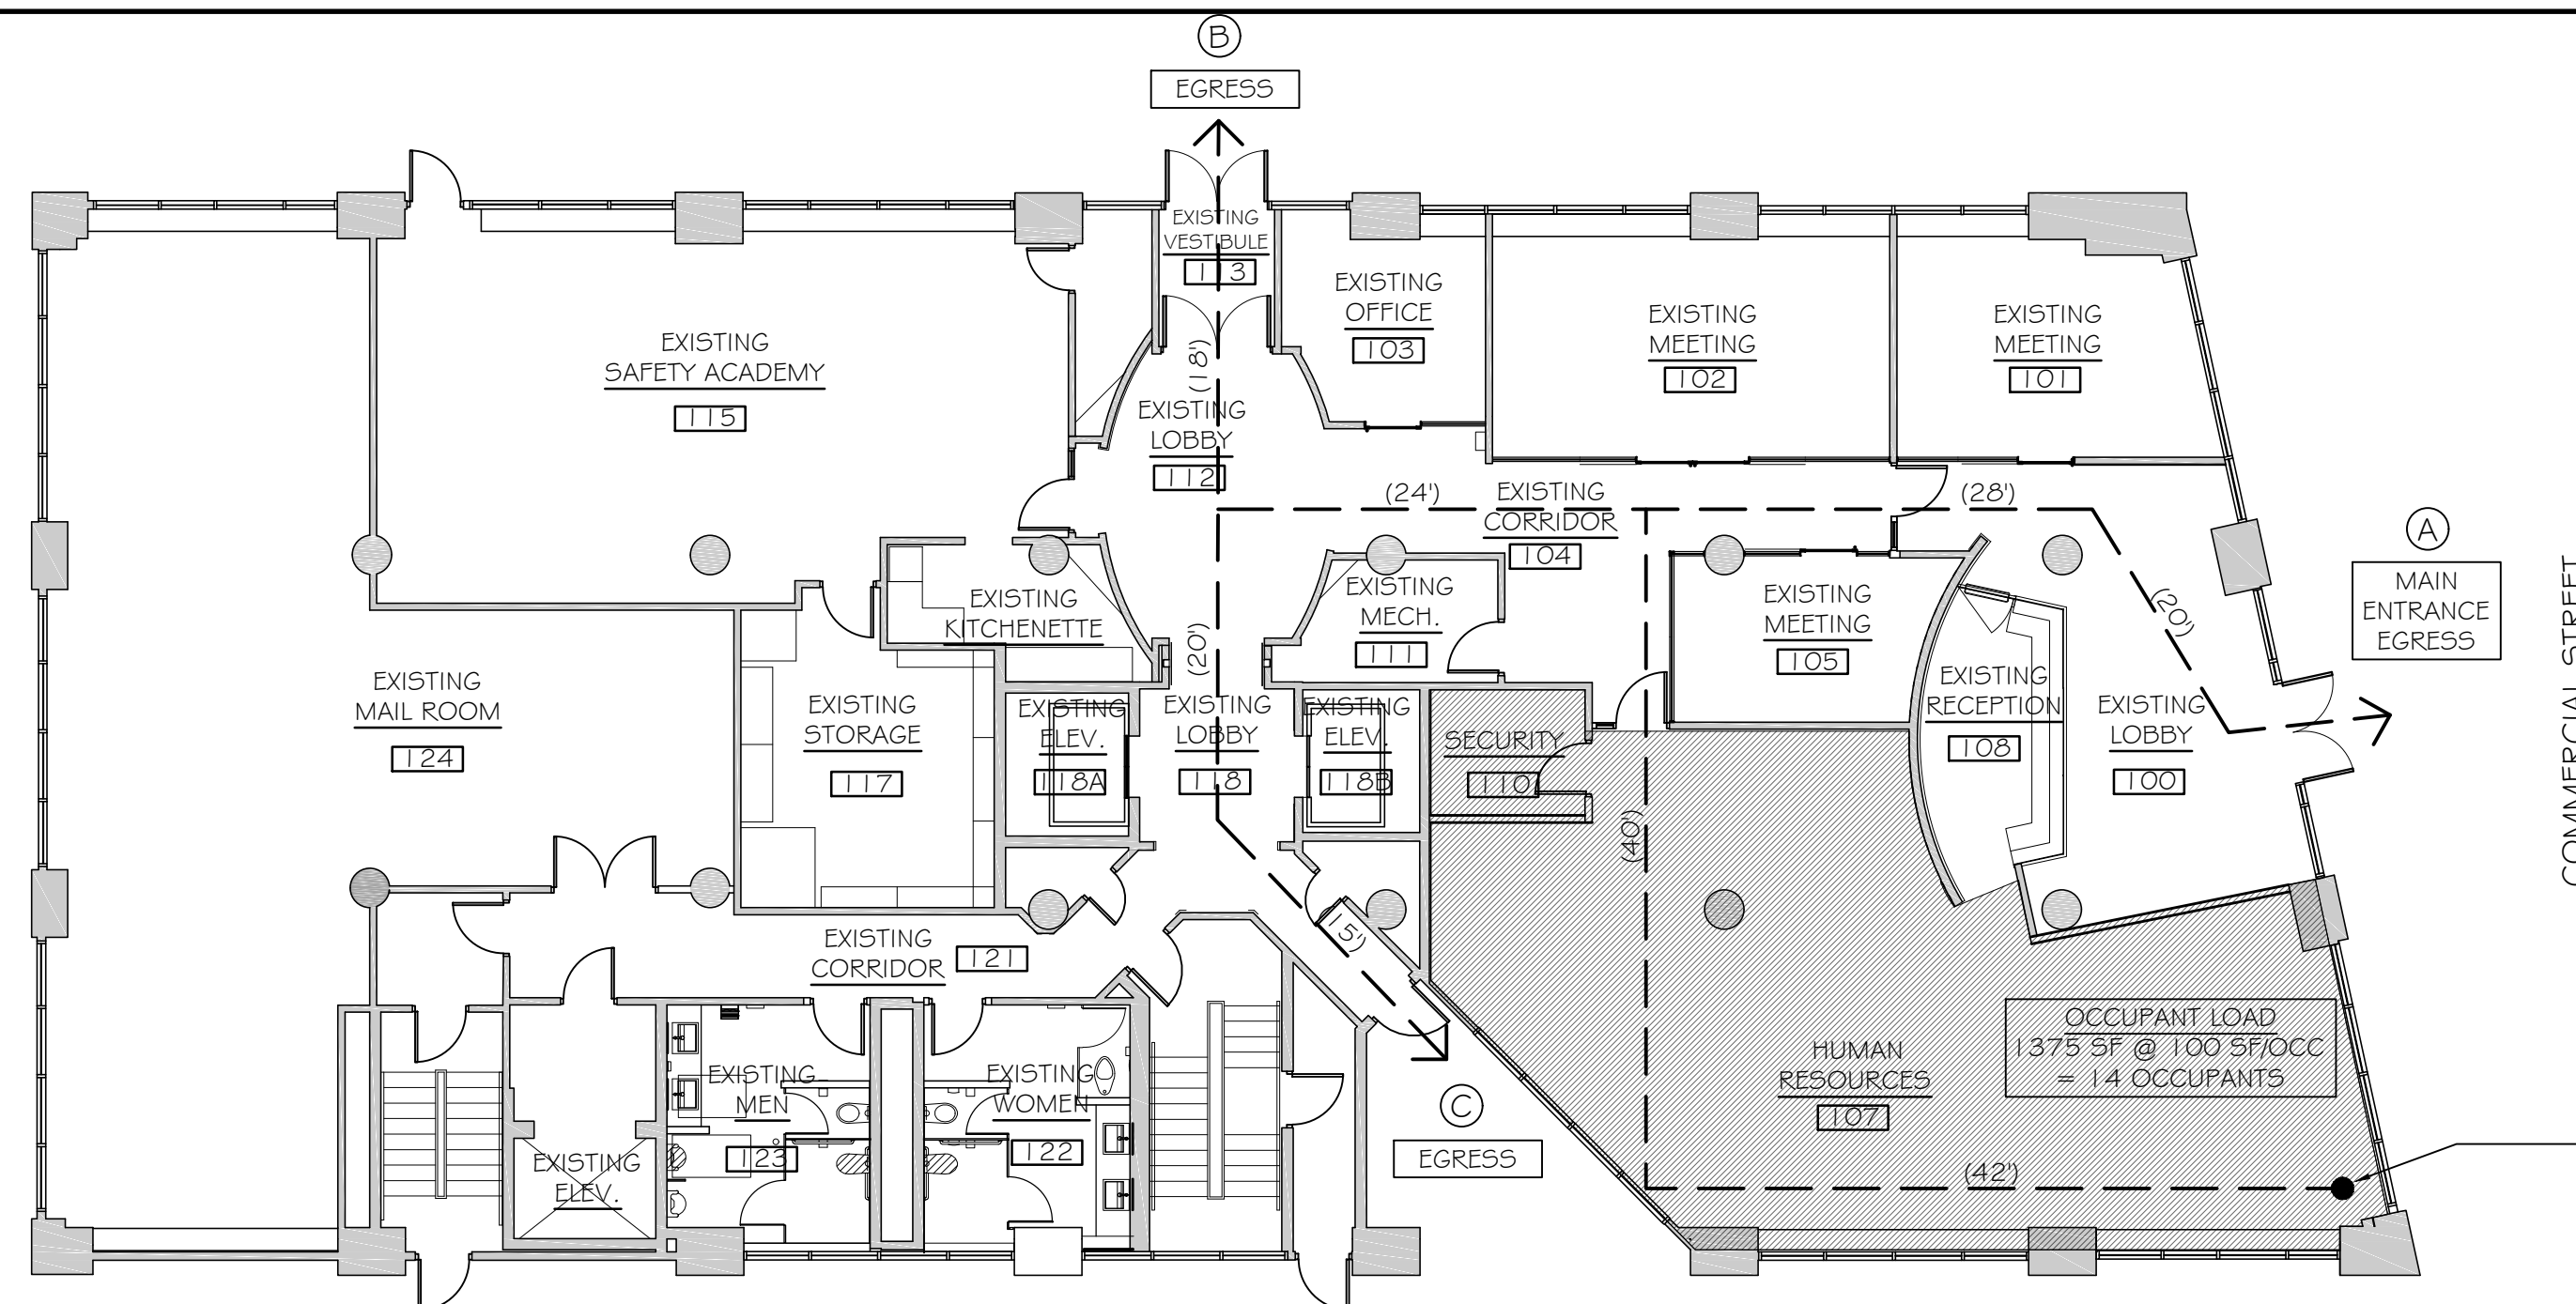 B
EGRESS
EXISTING
VESTIBULE
113
EXISTING
OFFICE
103
EXISTING
MEETING
102
EXISTING
MEETING
101
EXISTING
SAFETY ACADEMY
115
(18')
EXISTING
LOBBY
112
(24')
EXISTING
CORRIDOR
104
(28')
A
MAIN
ENTRANCE
EGRESS
COMMERCIAL STREET
EXISTING
KITCHENETTE
EXISTING
MECH.
111
EXISTING
MEETING
105
(20')
(20')
EXISTING
MAIL ROOM
124
EXISTING
STORAGE
117
EXISTING
ELEV.
118A
EXISTING
LOBBY
118
EXISTING
ELEV.
118B
SECURITY
110
EXISTING
RECEPTION
108
EXISTING
LOBBY
100
(40')
EXISTING
CORRIDOR
121
(15')
EXISTING
MEN
123
EXISTING
WOMEN
122
EXISTING
ELEV.
C
EGRESS
HUMAN
RESOURCES
107
OCCUPANT LOAD
1375 SF @ 100 SF/OCC
= 14 OCCUPANTS
(42')